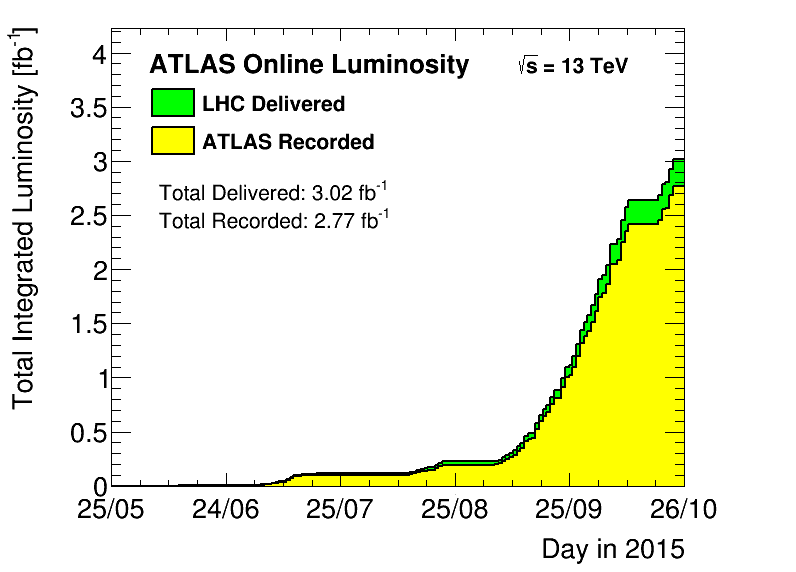 ATLAS Online Luminosity √s = 13 TeV
LHC Delivered
ATLAS Recorded
Total Delivered: 3.02 fb⁻¹
Total Recorded: 2.77 fb⁻¹
Total Integrated Luminosity [fb⁻¹]
4
3.5
3
2.5
2
1.5
1
0.5
0
25/05 24/06 25/07 25/08 25/09 26/10
Day in 2015